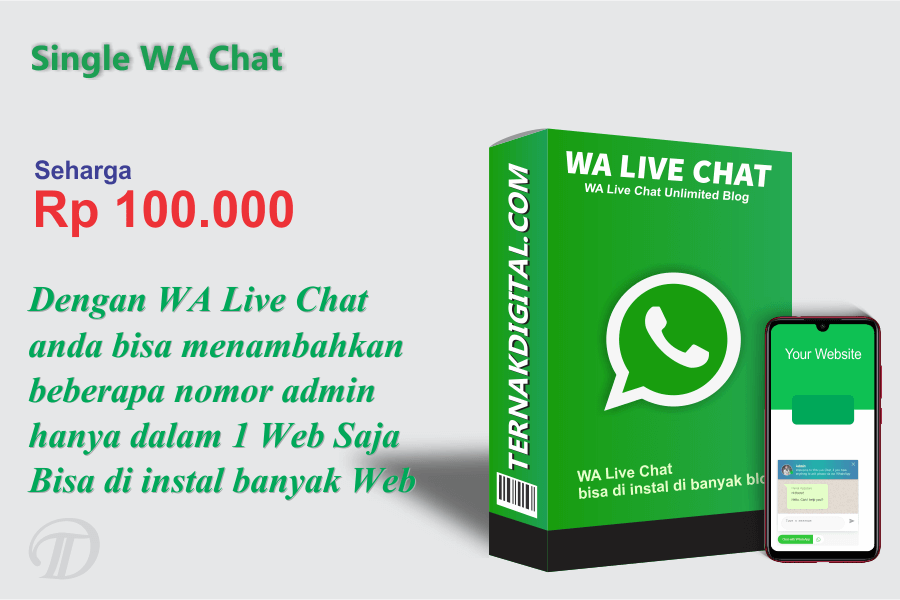 Single WA Chat
Seharga
Rp 100.000
Dengan WA Live Chat
anda bisa menambahkan
beberapa nomor admin
hanya dalam 1 Web Saja
Bisa di instal banyak Web
TERNAKDIGITAL.COM
WA LIVE CHAT
WA Live Chat Unlimited Blog
WA Live Chat
bisa di instal di banyak
Your Website